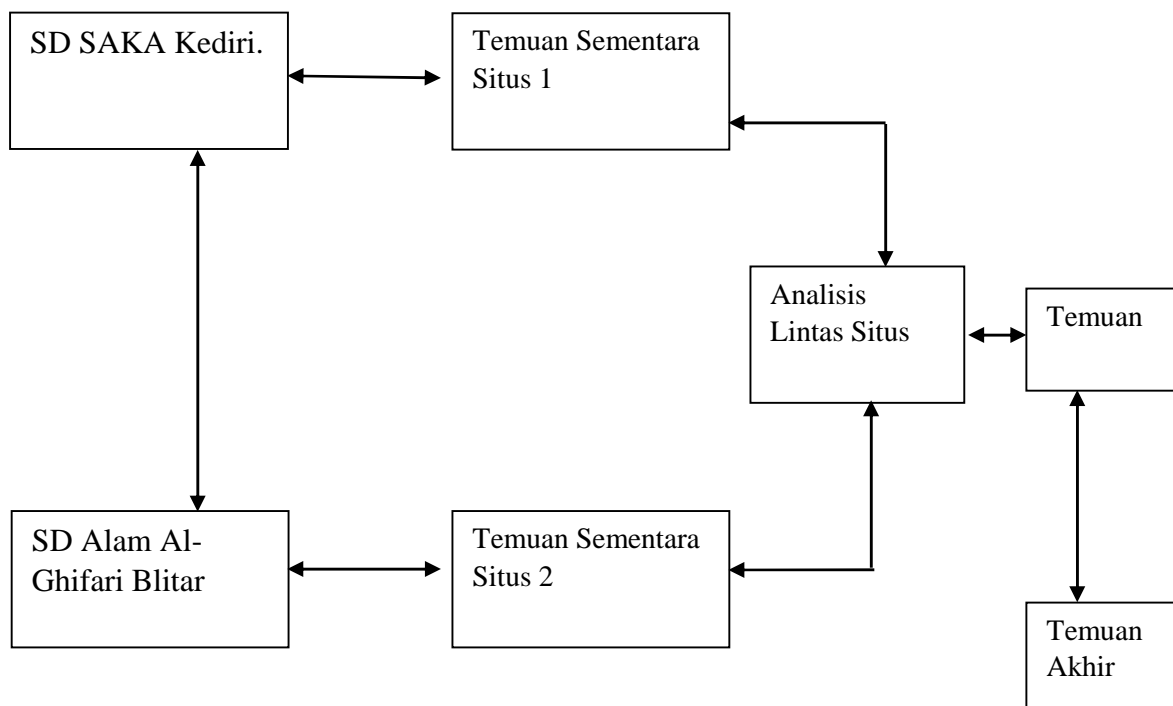 SD SAKA Kediri.
Temuan Sementara
Situs 1
Analisis
Lintas Situs
Temuan
SD Alam Al-
Ghifari Blitar
Temuan Sementara
Situs 2
Temuan
Akhir